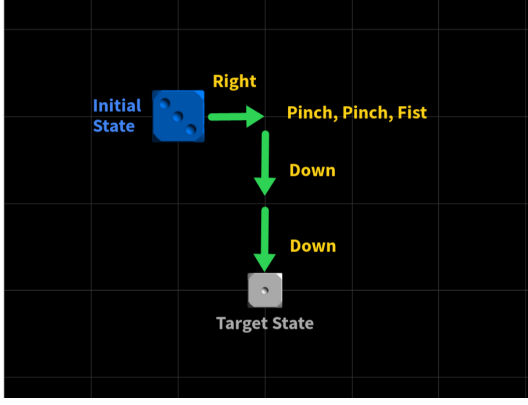 Right
Initial
State
Pinch, Pinch, Fist
Down
Down
Target State